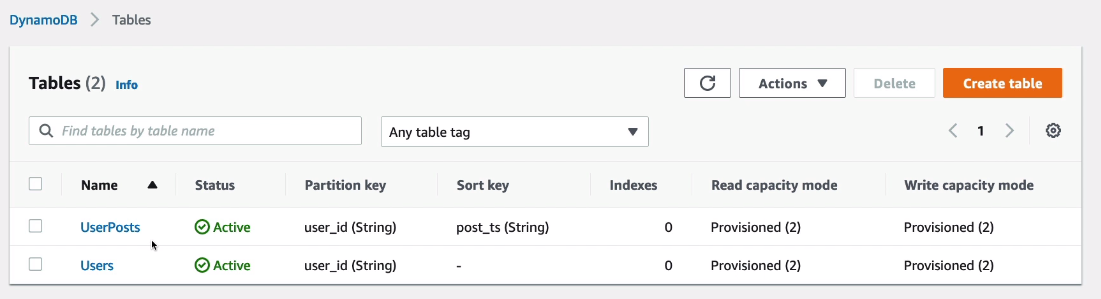 DynamoDB > Tables
Tables (2) Info
Actions
Delete
Create table
Find tables by table name
Any table tag
1
Name Status Partition key Sort key Indexes Read capacity mode Write capacity mode
UserPosts Active user_id (String) post_ts (String) 0 Provisioned (2) Provisioned (2)
Users Active user_id (String) - 0 Provisioned (2) Provisioned (2)